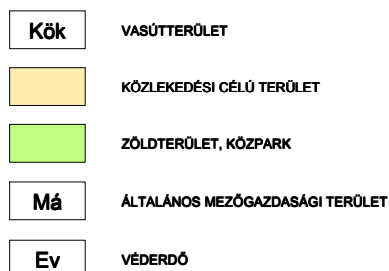 Kök VASÚTTERÜLET
KÖZLEKEDÉSI CÉLÚ TERÜLET
ZÖLDTERÜLET, KÖZPARK
Má ÁLTALÁNOS MEZŐGAZDASÁGI TERÜLET
Ev VÉDERDŐ